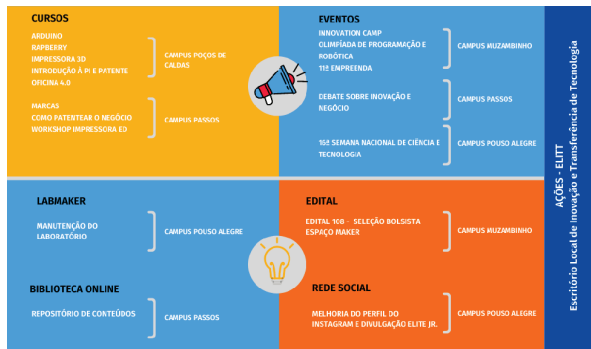 CURSOS
ARDUINO
RAPBERRY
IMPRESSORA 3D
INTRODUÇÃO À PI E PATENTE
OFICINA 4.0
CAMPUS POÇOS DE
CALDAS
MARCAS
COMO PATENTEAR O NEGÓCIO
WORKSHOP IMPRESSORA ED
CAMPUS PASSOS
EVENTOS
INNOVATION CAMP
OLIMPÍADA DE PROGRAMAÇÃO E
ROBÓTICA
11ª EMPREENDA
CAMPUS MUZAMBINHO
DEBATE SOBRE INOVAÇÃO E
NEGÓCIO
CAMPUS PASSOS
16ª SEMANA NACIONAL DE CIÊNCIA E
TECNOLOGIA
CAMPUS POUSO ALEGRE
LABMAKER
MANUTENÇÃO DO
LABORATÓRIO
CAMPUS POUSO ALEGRE
BIBLIOTECA ONLINE
REPOSITÓRIO DE CONTEÚDOS
CAMPUS PASSOS
EDITAL
EDITAL 108 - SELEÇÃO BOLSISTA
ESPAÇO MAKER
CAMPUS MUZAMBINHO
REDE SOCIAL
MELHORIA DO PERFIL DO
INSTAGRAM E DIVULGAÇÃO ELITE JR.
CAMPUS POUSO ALEGRE
AÇÕES - ELITT
Escritório Local de Inovação e Transferência de Tecnologia